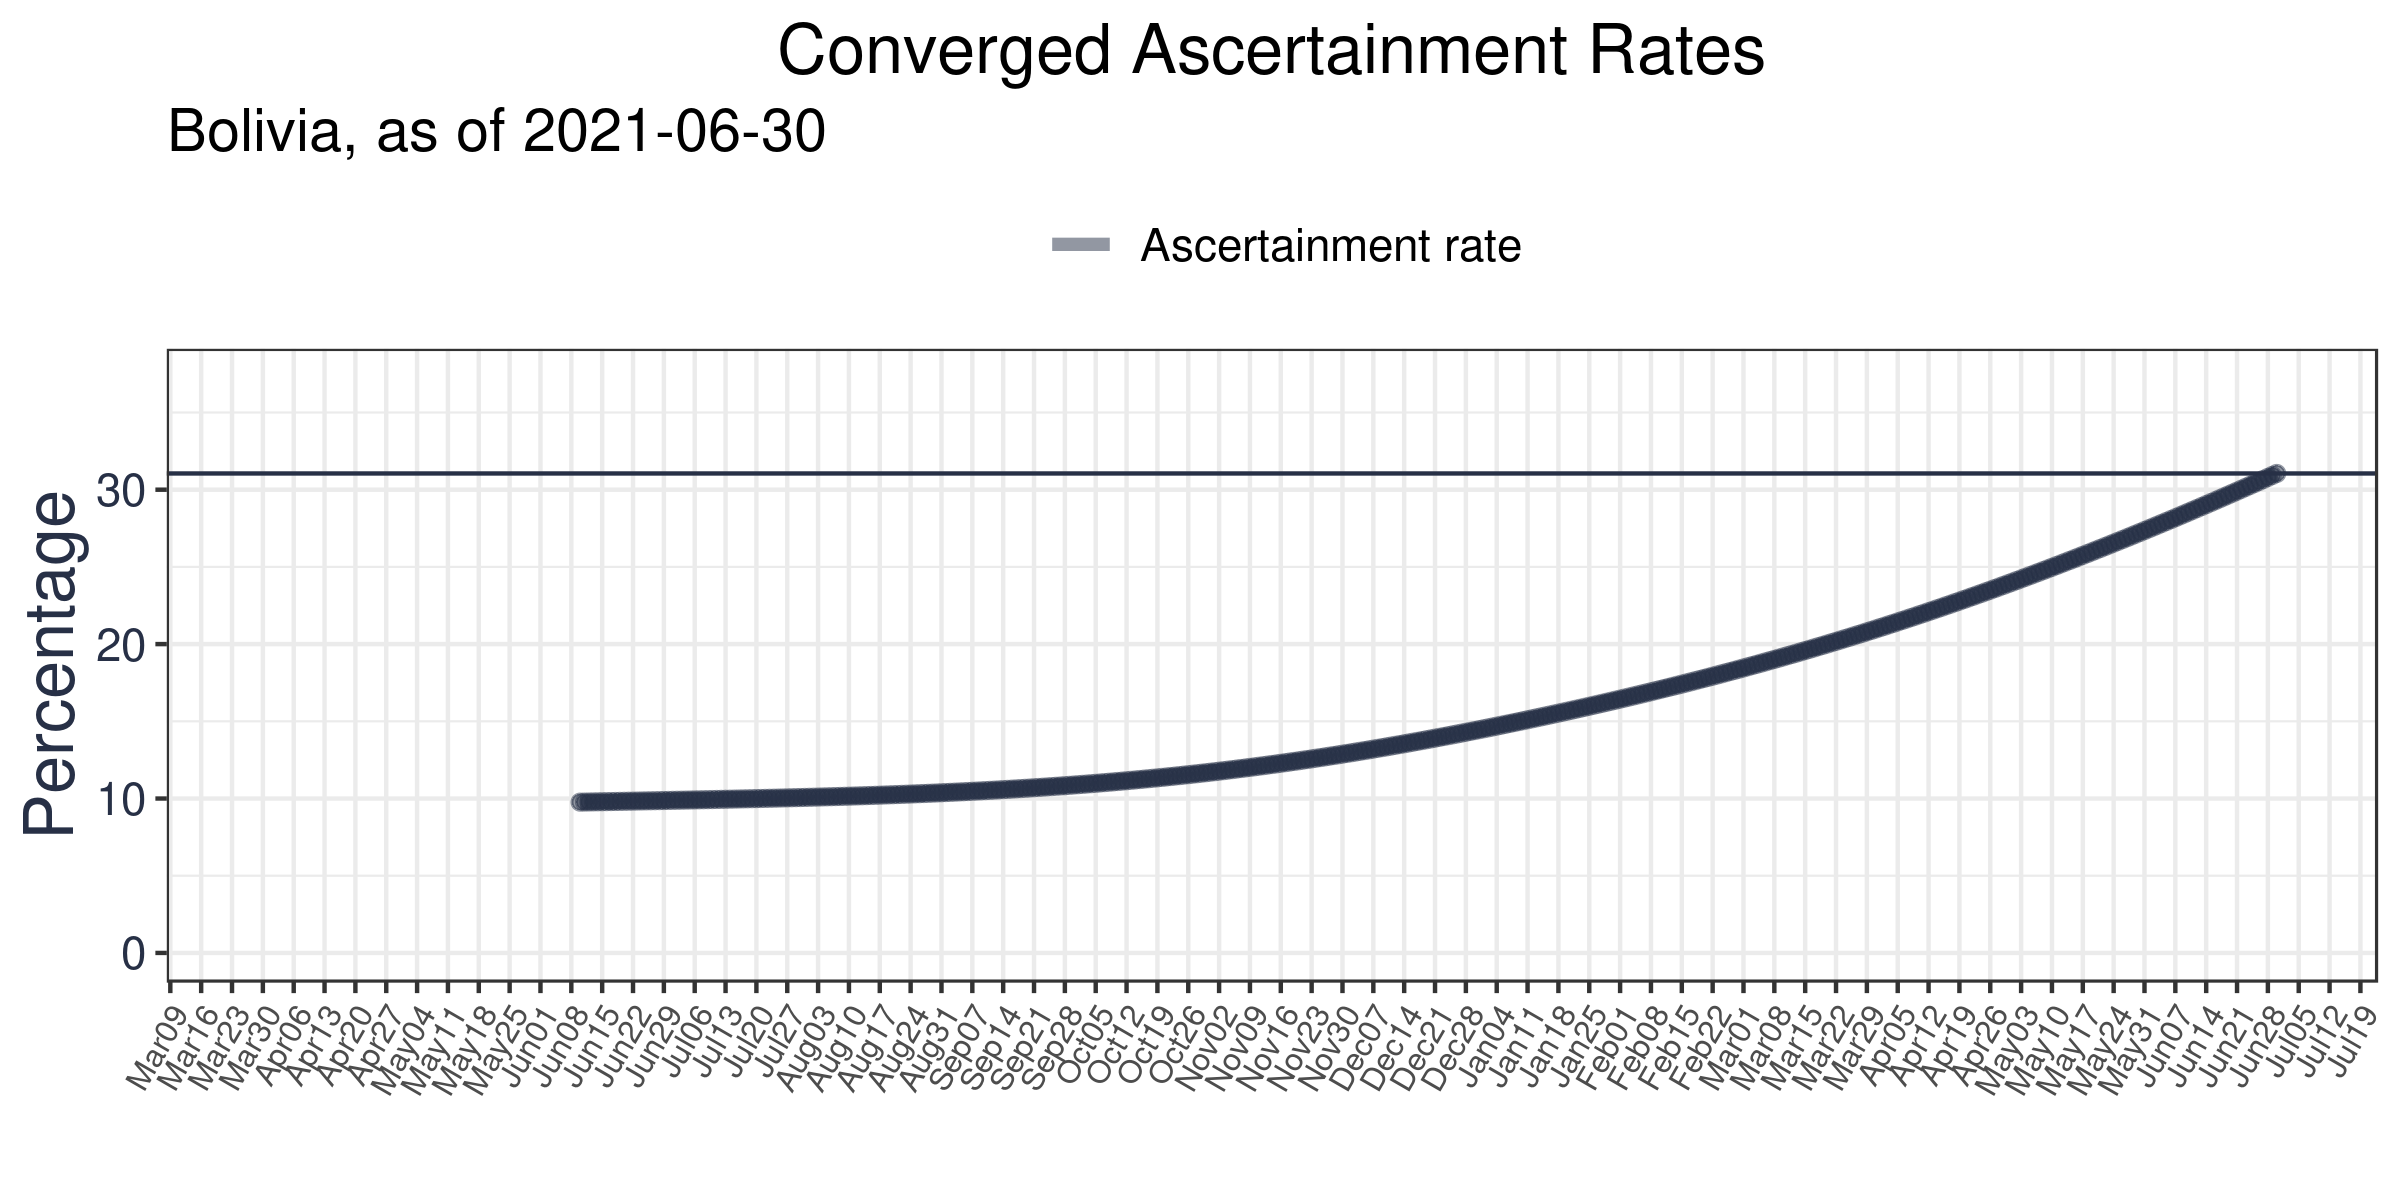 Converged Ascertainment Rates
Bolivia, as of 2021-06-30
Ascertainment rate
Percentage
30
20
10
0
Mar09 Mar16 Mar23 Mar30 Apr06 Apr13 Apr20 Apr27 May04 May11 May18 May25 Jun01 Jun08 Jun15 Jun22 Jun29 Jul06 Jul13 Jul20 Jul27 Aug03 Aug10 Aug17 Aug24 Aug31 Sep07 Sep14 Sep21 Sep28 Oct05 Oct12 Oct19 Oct26 Nov02 Nov09 Nov16 Nov23 Nov30 Dec07 Dec14 Dec21 Dec28 Jan04 Jan11 Jan18 Jan25 Feb01 Feb08 Feb15 Feb22 Mar01 Mar08 Mar15 Mar22 Mar29 Apr05 Apr12 Apr19 Apr26 May03 May10 May17 May24 May31 Jun07 Jun14 Jun21 Jun28 Jul05 Jul12 Jul19